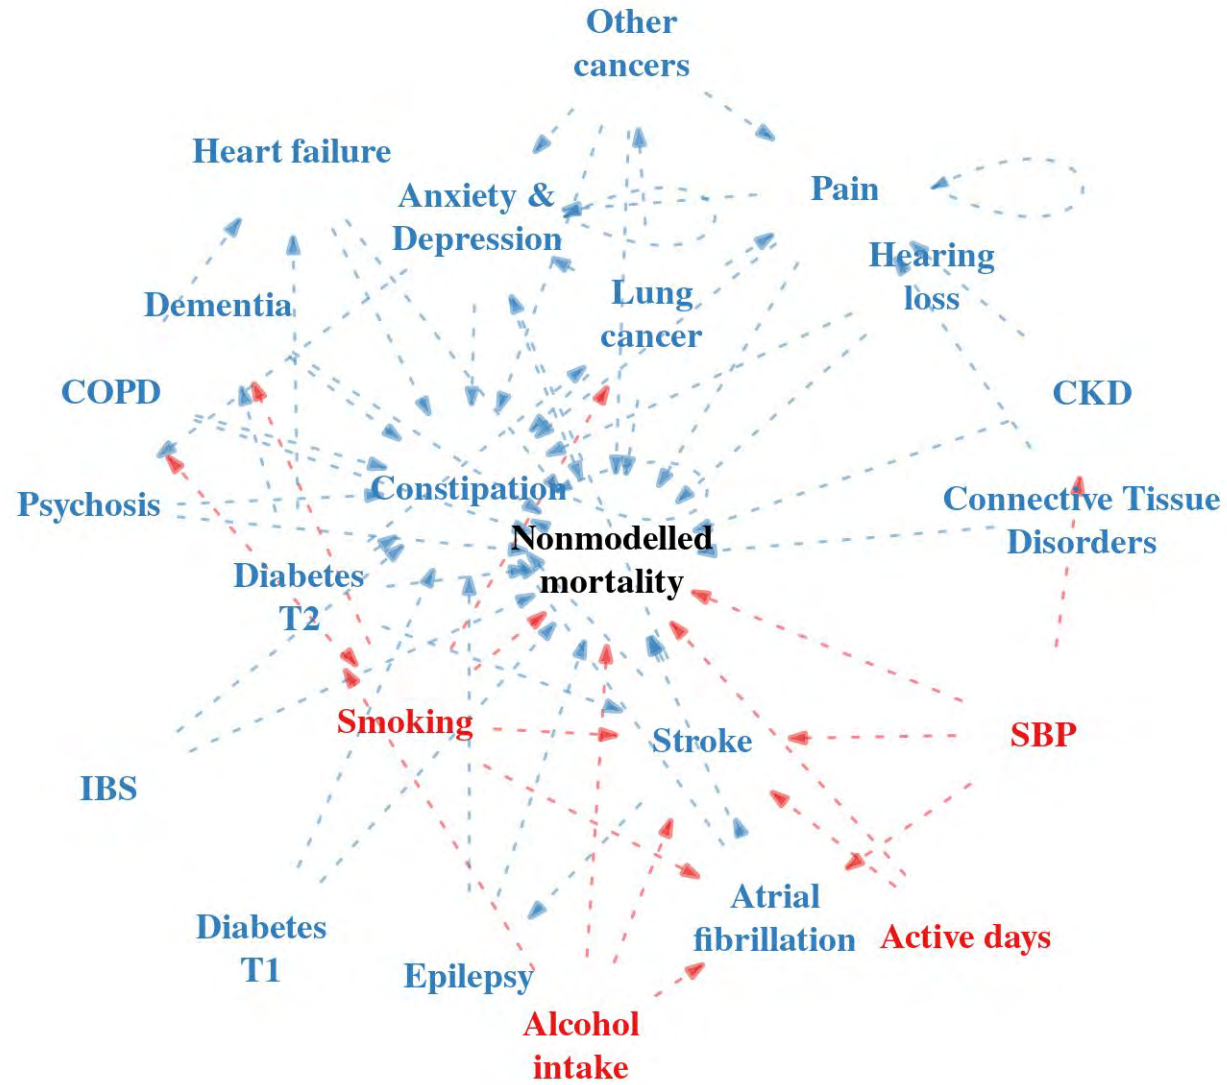 Other
cancers
Heart failure
Anxiety &
Depression
Pain
Hearing
loss
Dementia
Lung
cancer
COPD
CKD
Psychosis
Constipation
Connective Tissue
Disorders
Nonmodelled
mortality
Diabetes
T2
Smoking
Stroke
SBP
IBS
Atrial
fibrillation
Active days
Diabetes
T1
Epilepsy
Alcohol
intake